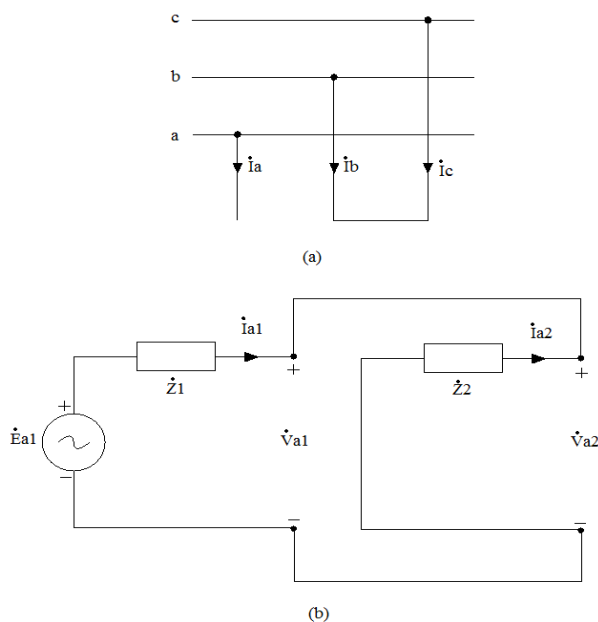 c
b
a
İa İb İc
(a)
İa1 İa2
Ż1 Ż2
+ + +
Ėa1 V̇a1 V̇a2
− − −
(b)